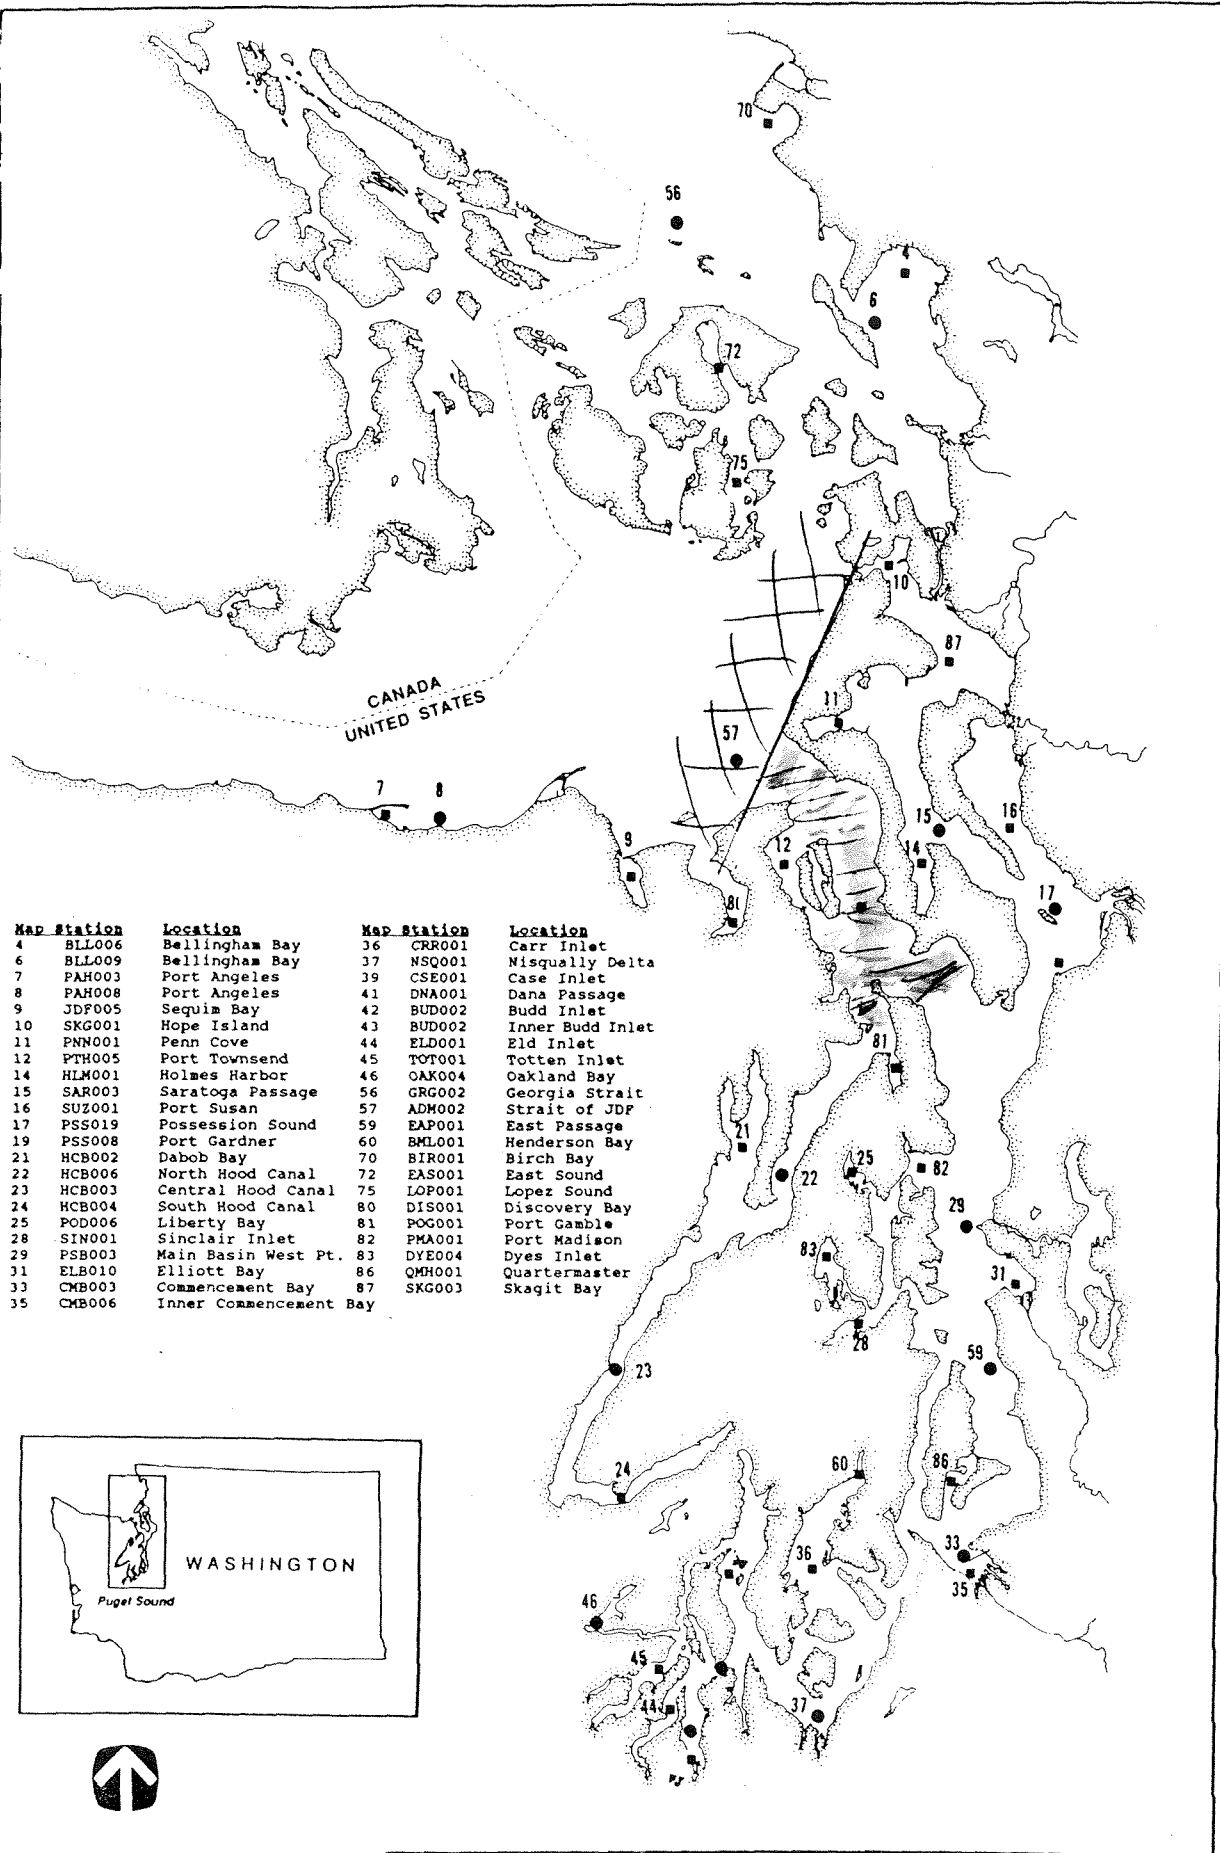 70
56
4
6
72
75
10
87
CANADA
UNITED STATES
11
57
7 8
15 16
9 12 14
17
80
Map Station Location Map Station Location
4 BLL006 Bellingham Bay 36 CRR001 Carr Inlet
6 BLL009 Bellingham Bay 37 NSQ001 Nisqually Delta
7 PAH003 Port Angeles 39 CSE001 Case Inlet
8 PAH008 Port Angeles 41 DNA001 Dana Passage
9 JDF005 Sequim Bay 42 BUD002 Budd Inlet
10 SKG001 Hope Island 43 BUD002 Inner Budd Inlet
11 PNN001 Penn Cove 44 ELD001 Eld Inlet
12 PTH005 Port Townsend 45 TOT001 Totten Inlet
14 HLM001 Holmes Harbor 46 OAK004 Oakland Bay
15 SAR003 Saratoga Passage 56 GRG002 Georgia Strait
16 SUZ001 Port Susan 57 ADM002 Strait of JDF
17 PSS019 Possession Sound 59 EAP001 East Passage
19 PSS008 Port Gardner 60 BML001 Henderson Bay
21 HCB002 Dabob Bay 70 BIR001 Birch Bay
22 HCB006 North Hood Canal 72 EAS001 East Sound
23 HCB003 Central Hood Canal 75 LOP001 Lopez Sound
24 HCB004 South Hood Canal 80 DIS001 Discovery Bay
25 POD006 Liberty Bay 81 POG001 Port Gamble
28 SIN001 Sinclair Inlet 82 PMA001 Port Madison
29 PSB003 Main Basin West Pt. 83 DYE004 Dyes Inlet
31 ELB010 Elliott Bay 86 QMH001 Quartermaster
33 CMB003 Commencement Bay 87 SKG003 Skagit Bay
35 CMB006 Inner Commencement Bay
81
21
82
22 25
29
83
31
28
59
23
24 60 86
36 33
35
46
45
44 37
WASHINGTON
Puget Sound